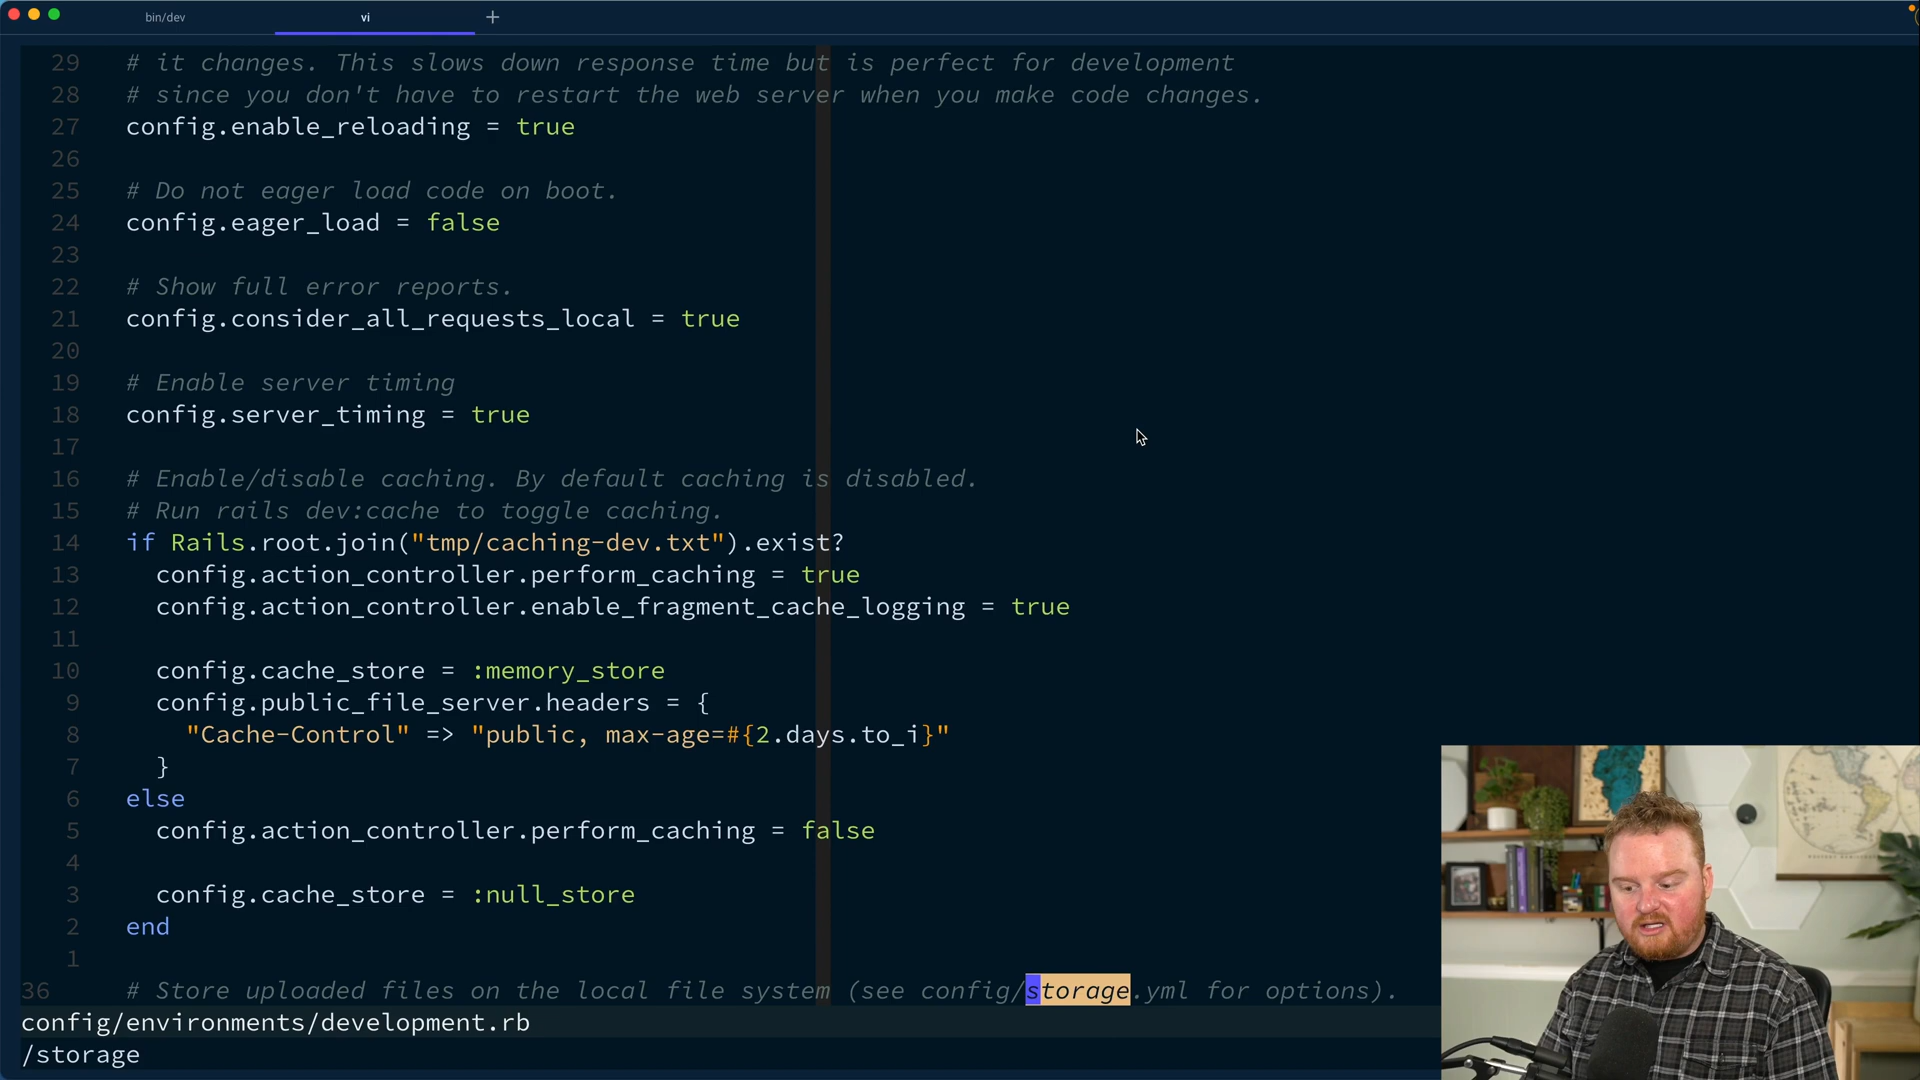 bin/dev
vi
+
29 # it changes. This slows down response time but is perfect for development
28 # since you don't have to restart the web server when you make code changes.
27 config.enable_reloading = true
26
25 # Do not eager load code on boot.
24 config.eager_load = false
23
22 # Show full error reports.
21 config.consider_all_requests_local = true
20
19 # Enable server timing
18 config.server_timing = true
17
16 # Enable/disable caching. By default caching is disabled.
15 # Run rails dev:cache to toggle caching.
14 if Rails.root.join("tmp/caching-dev.txt").exist?
13 config.action_controller.perform_caching = true
12 config.action_controller.enable_fragment_cache_logging = true
11
10 config.cache_store = :memory_store
9 config.public_file_server.headers = {
8 "Cache-Control" => "public, max-age=#{2.days.to_i}"
7 }
6 else
5 config.action_controller.perform_caching = false
4
3 config.cache_store = :null_store
2 end
1
36 # Store uploaded files on the local file system (see config/storage.yml for options).
config/environments/development.rb
/storage